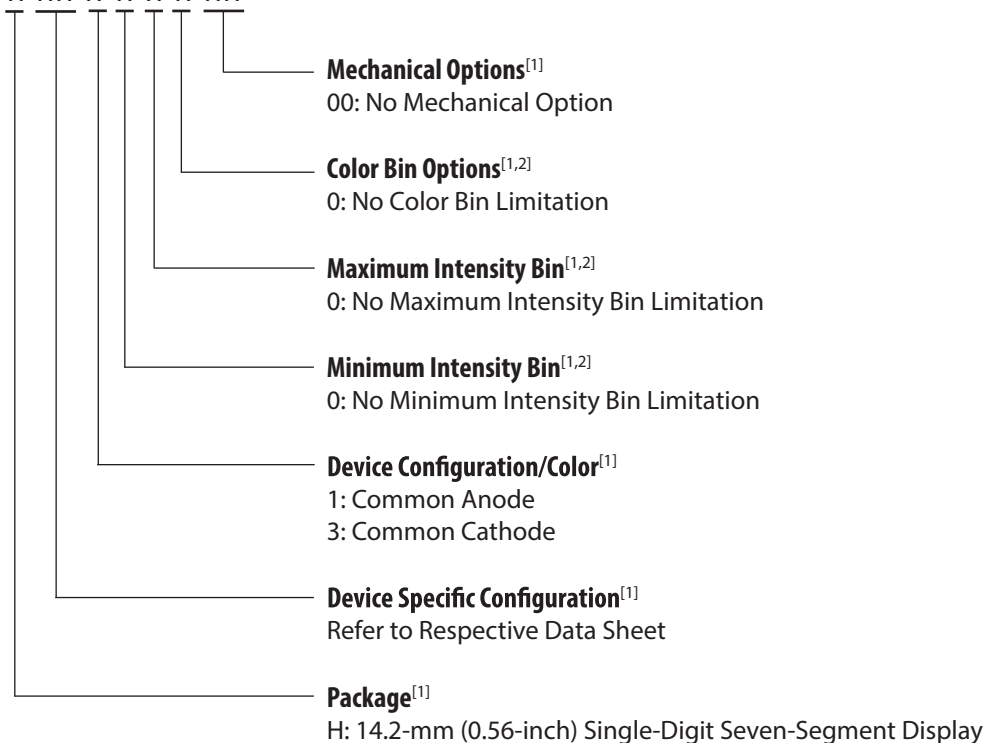 Mechanical Options[1]
00: No Mechanical Option
Color Bin Options[1,2]
0: No Color Bin Limitation
Maximum Intensity Bin[1,2]
0: No Maximum Intensity Bin Limitation
Minimum Intensity Bin[1,2]
0: No Minimum Intensity Bin Limitation
Device Configuration/Color[1]
1: Common Anode
3: Common Cathode
Device Specific Configuration[1]
Refer to Respective Data Sheet
Package[1]
H: 14.2-mm (0.56-inch) Single-Digit Seven-Segment Display